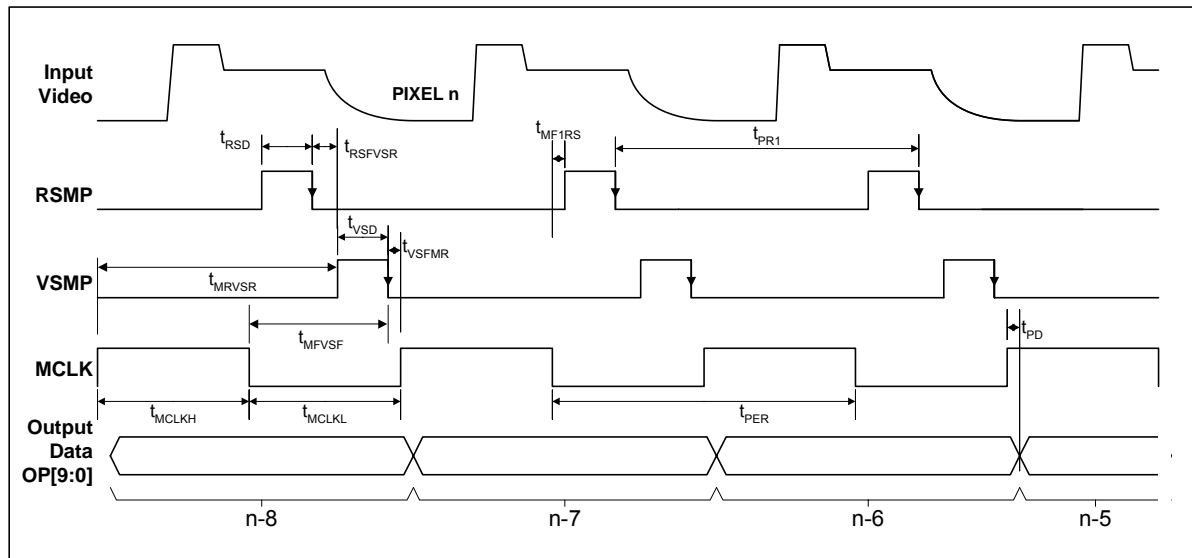 Input
Video
PIXEL n
tMF1RS
tPR1
tRSD
tRSFVSR
RSMP
tVSD
tVSFMR
tMRVSR
VSMP
tMFVSF
tPD
MCLK
tMCLKH
tMCLKL
tPER
Output
Data
OP[9:0]
n-8
n-7
n-6
n-5